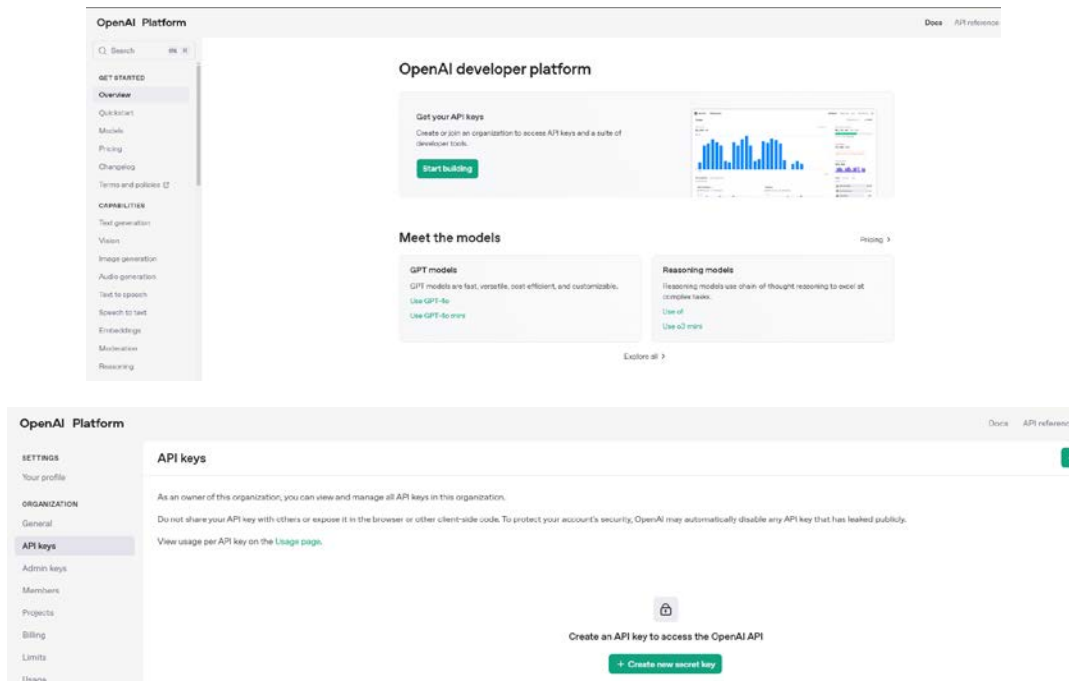 OpenAI Platform
Docs API reference
Search
GET STARTED
Overview
Quickstart
Models
Pricing
Changelog
Terms and policies
CAPABILITIES
Text generation
Vision
Image generation
Audio generation
Text to speech
Speech to text
Embeddings
Moderation
Reasoning
OpenAI developer platform
Get your API keys
Create or join an organization to access API keys and a suite of
developer tools.
Start building
Meet the models
Pricing
GPT models
GPT models are fast, versatile, cost efficient, and customizable.
Use GPT-4o
Use GPT-4o mini
Reasoning models
Reasoning models use chain-of-thought reasoning to excel at
complex tasks.
Use o1
Use o3 mini
Explore all
OpenAI Platform
Docs API reference
SETTINGS
Your profile
ORGANIZATION
General
API keys
Admin keys
Members
Projects
Billing
Limits
Usage
API keys
As an owner of this organization, you can view and manage all API keys in this organization.
Do not share your API key with others or expose it in the browser or other client-side code. To protect your account's security, OpenAI may automatically disable any API key that has leaked publicly.
View usage per API key on the Usage page.
Create an API key to access the OpenAI API
+ Create new secret key